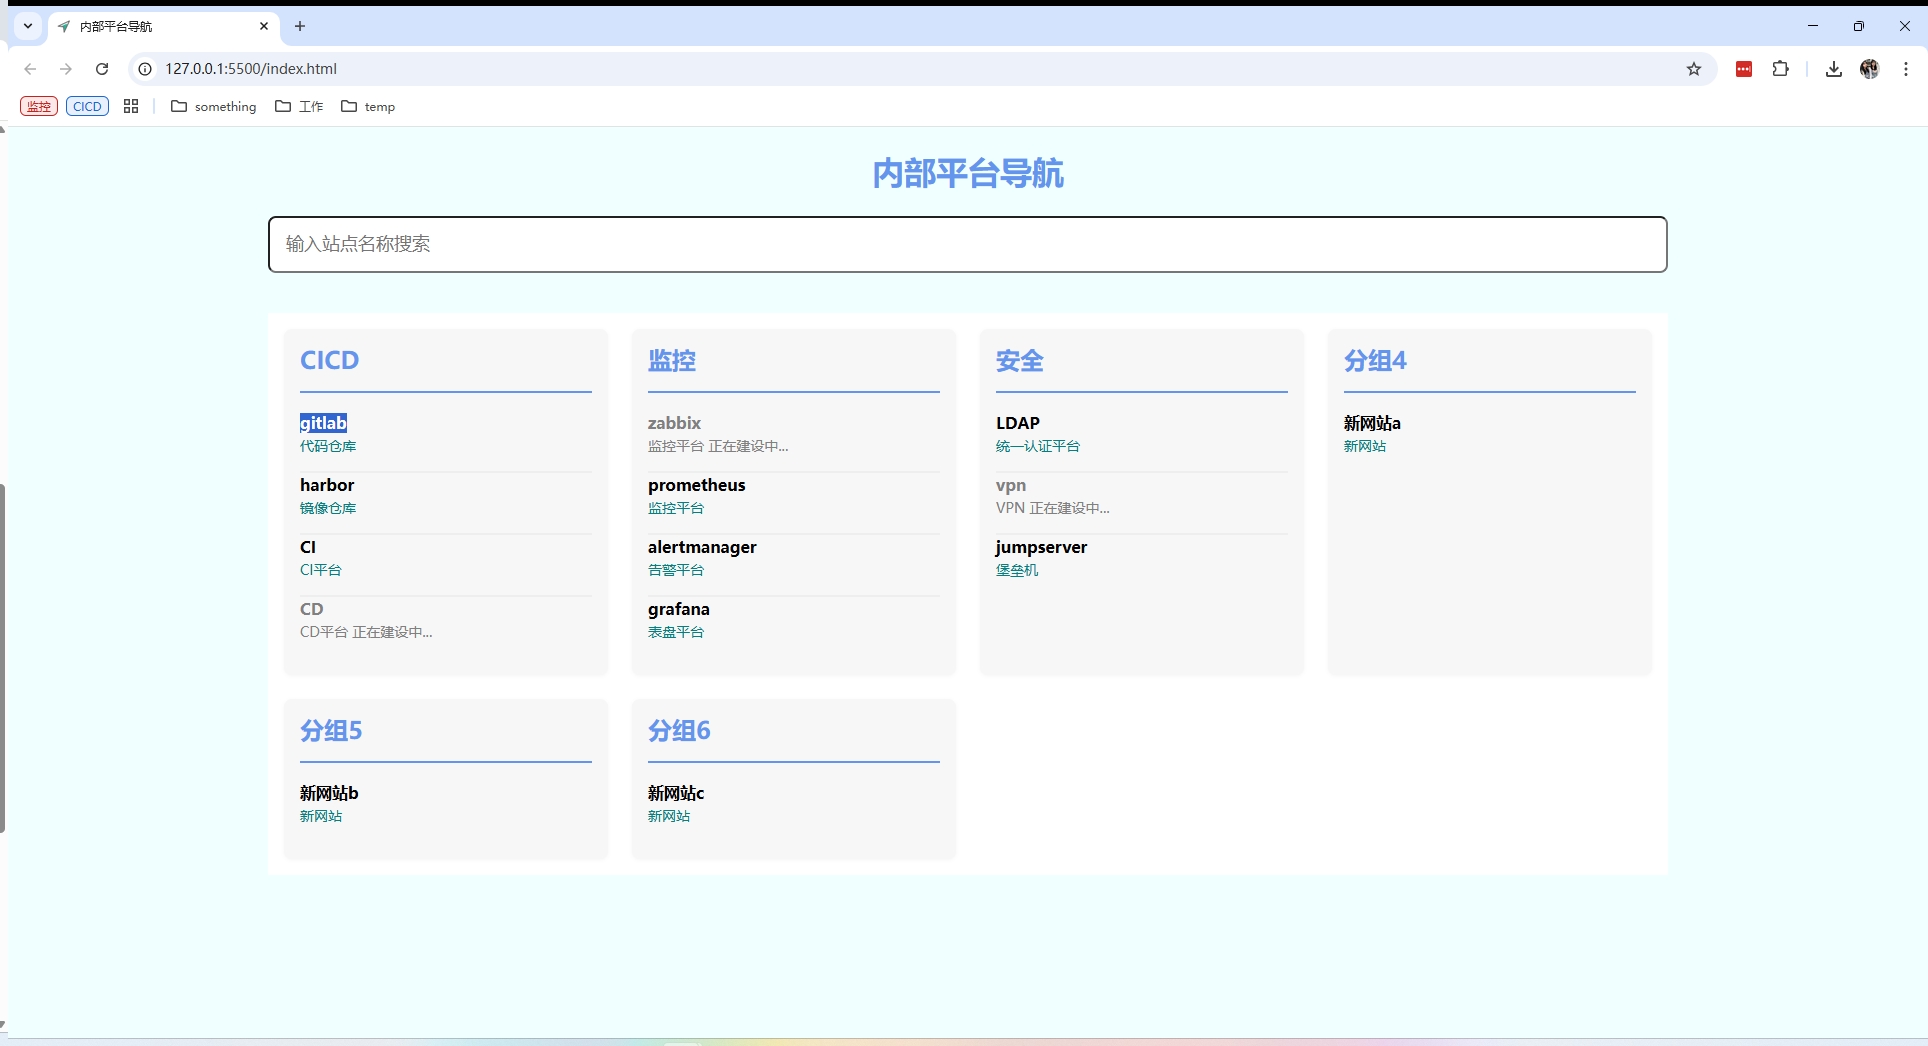 内部平台导航
127.0.0.1:5500/index.html
监控 CICD something 工作 temp
内部平台导航
输入站点名称搜索
CICD
gitlab
代码仓库
harbor
镜像仓库
CI
CI平台
CD
CD平台 正在建设中...
监控
zabbix
监控平台 正在建设中...
prometheus
监控平台
alertmanager
告警平台
grafana
表盘平台
安全
LDAP
统一认证平台
vpn
VPN 正在建设中...
jumpserver
堡垒机
分组4
新网站a
新网站
分组5
新网站b
新网站
分组6
新网站c
新网站